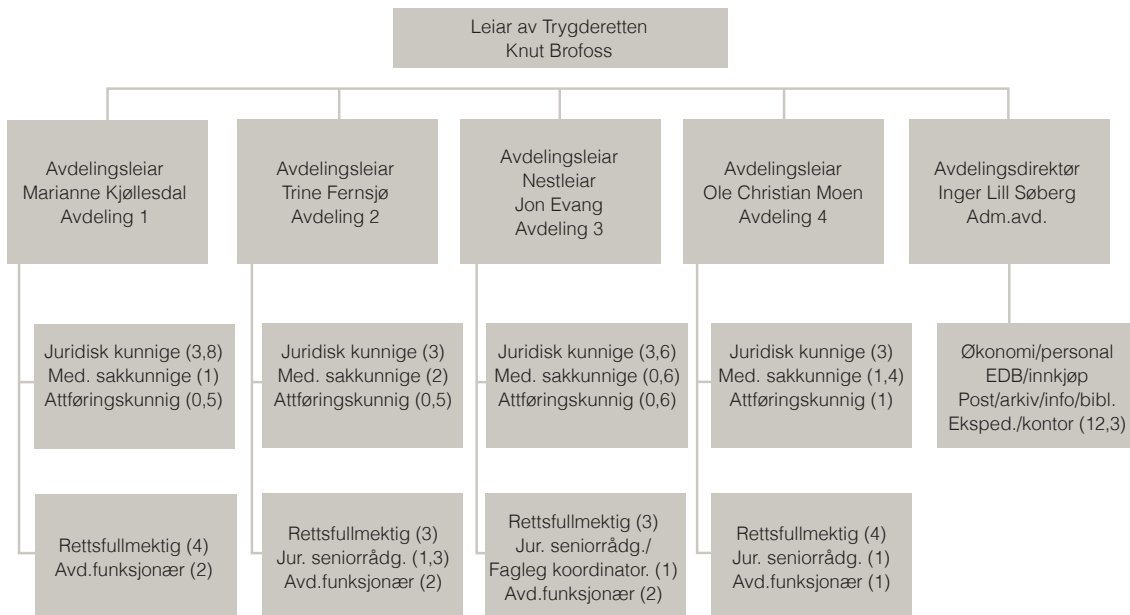 Leiar av Trygderetten
Knut Brofoss
Avdelingsleiar
Marianne Kjøllesdal
Avdeling 1
Avdelingsleiar
Trine Fernsjø
Avdeling 2
Avdelingsleiar
Nestleiar
Jon Evang
Avdeling 3
Avdelingsleiar
Ole Christian Moen
Avdeling 4
Avdelingsdirektør
Inger Lill Søberg
Adm.avd.
Juridisk kunnige (3,8)
Med. sakkunnige (1)
Attføringskunnig (0,5)
Juridisk kunnige (3)
Med. sakkunnige (2)
Attføringskunnige (0,5)
Juridisk kunnige (3,6)
Med. sakkunnige (0,6)
Attføringskunnig (0,6)
Juridisk kunnige (3)
Med. sakkunnige (1,4)
Attføringskunnig (1)
Økonomi/personal
EDB/innkjøp
Post/arkiv/info/bibl.
Eksped./kontor (12,3)
Rettsfullmektig (4)
Avd.funksjonær (2)
Rettsfullmektig (3)
Jur. seniorrådg. (1,3)
Avd.funksjonær (2)
Rettsfullmektig (3)
Jur. seniorrådg./
Fagleg koordinator. (1)
Avd.funksjonær (2)
Rettsfullmektig (4)
Jur. seniorrådg. (1)
Avd.funksjonær (1)